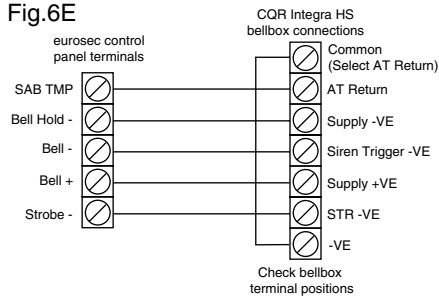 Fig.6E
eurosec control
panel terminals
SAB TMP
Bell Hold -
Bell -
Bell +
Strobe -
CQR Integra HS
bellbox connections
Common
(Select AT Return)
AT Return
Supply -VE
Siren Trigger -VE
Supply +VE
STR -VE
-VE
Check bellbox
terminal positions